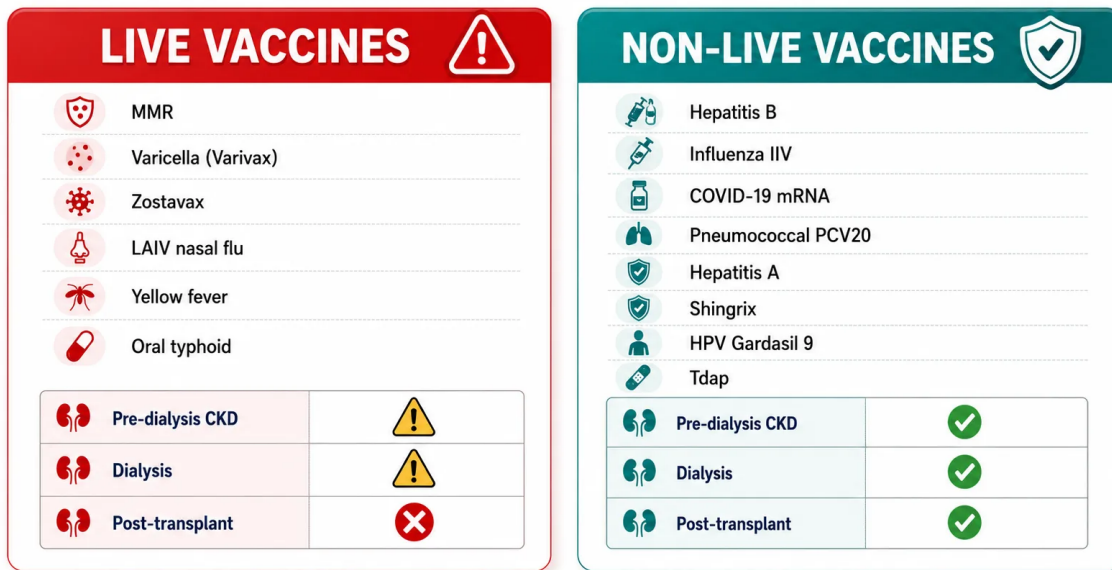 LIVE VACCINES
MMR
Varicella (Varivax)
Zostavax
LAIV nasal flu
Yellow fever
Oral typhoid
Pre-dialysis CKD
Dialysis
Post-transplant
NON-LIVE VACCINES
Hepatitis B
Influenza IIV
COVID-19 mRNA
Pneumococcal PCV20
Hepatitis A
Shingrix
HPV Gardasil 9
Tdap
Pre-dialysis CKD
Dialysis
Post-transplant